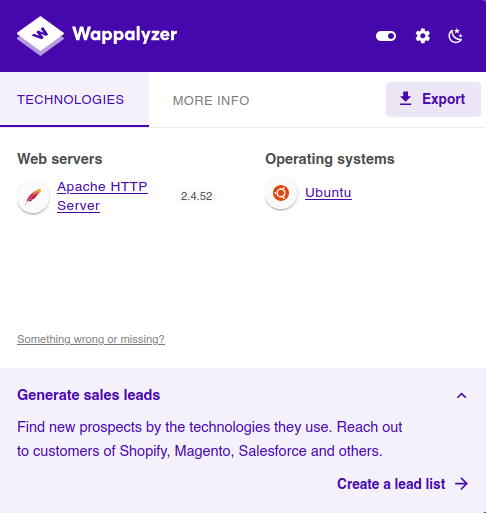 Wappalyzer
TECHNOLOGIES
MORE INFO
Export
Web servers
Apache HTTP
Server
2.4.52
Operating systems
Ubuntu
Something wrong or missing?
Generate sales leads
Find new prospects by the technologies they use. Reach out
to customers of Shopify, Magento, Salesforce and others.
Create a lead list